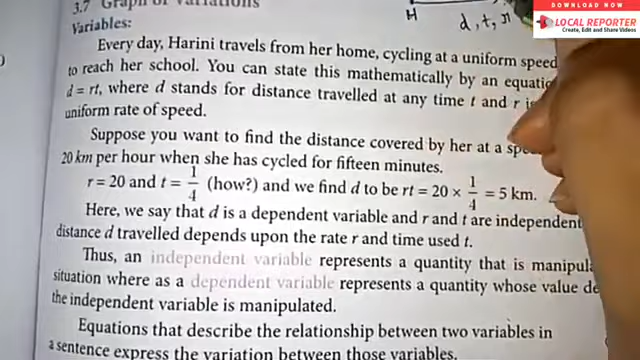 3.7 Graph of Variations
Variables:
H
d, t, r
DOWNLOAD NOW
LOCAL REPORTER
Create, Edit and Share Videos
Every day, Harini travels from her home, cycling at a uniform speed
to reach her school. You can state this mathematically by an equatio
d = rt, where d stands for distance travelled at any time t and r is
uniform rate of speed.
Suppose you want to find the distance covered by her at a spe
20 km per hour when she has cycled for fifteen minutes.
r = 20 and t = 1/4 (how?) and we find d to be rt = 20 × 1/4 = 5 km.
Here, we say that d is a dependent variable and r and t are independent
distance d travelled depends upon the rate r and time used t.
Thus, an independent variable represents a quantity that is manipula
situation where as a dependent variable represents a quantity whose value de
the independent variable is manipulated.
Equations that describe the relationship between two variables in
a sentence express the variation between those variables.